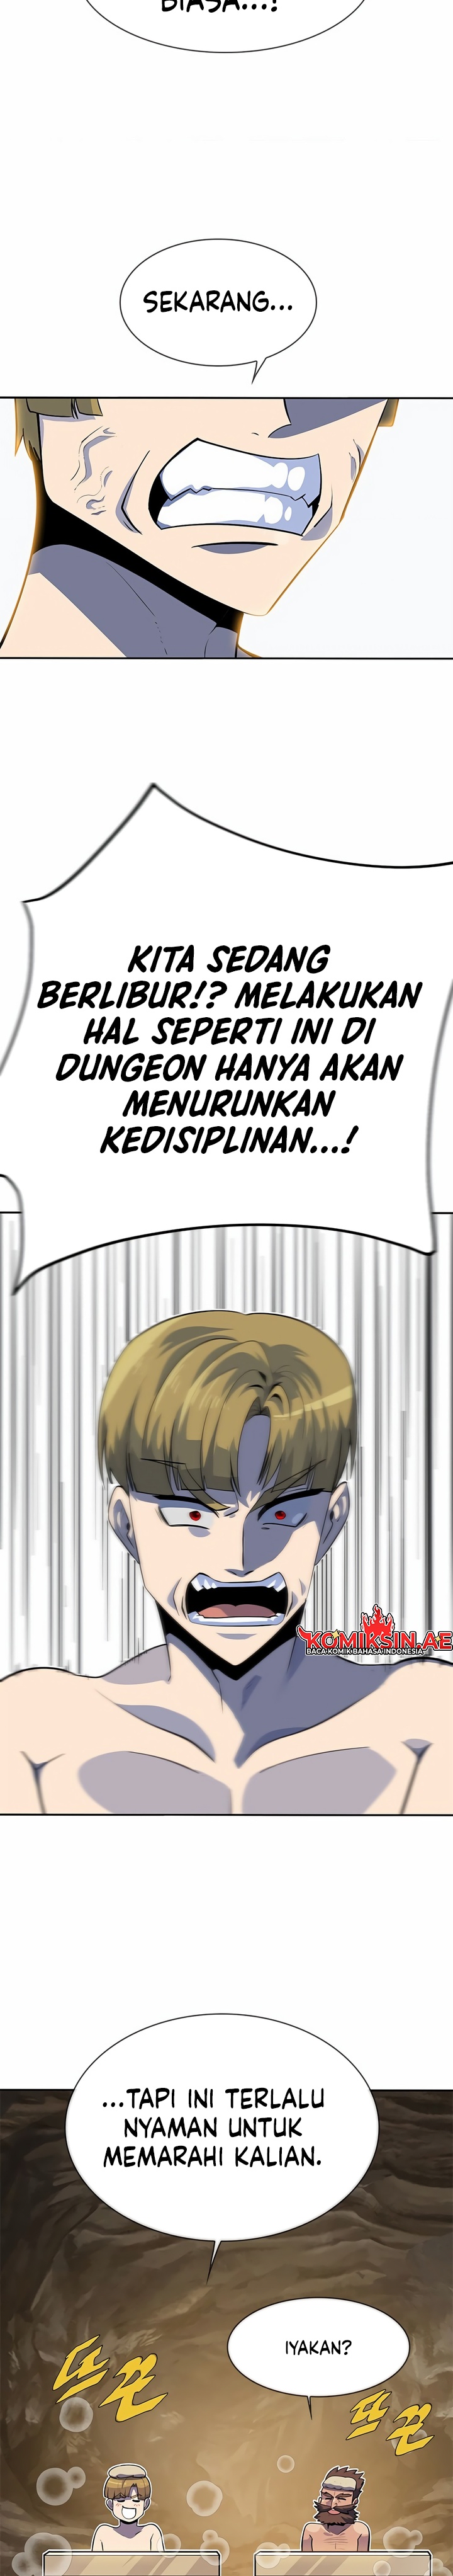 BIASA...!
SEKARANG...
KITA SEDANG
BERLIBUR!? MELAKUKAN
HAL SEPERTI INI DI
DUNGEON HANYA AKAN
MENURUNKAN
KEDISIPLINAN...!
KOMIKSIN.AE
BACA KOMIK BAHASA INDONESIA
...TAPI INI TERLALU
NYAMAN UNTUK
MEMARAHI KALIAN.
IYAKAN?
뜨끈
뜨끈